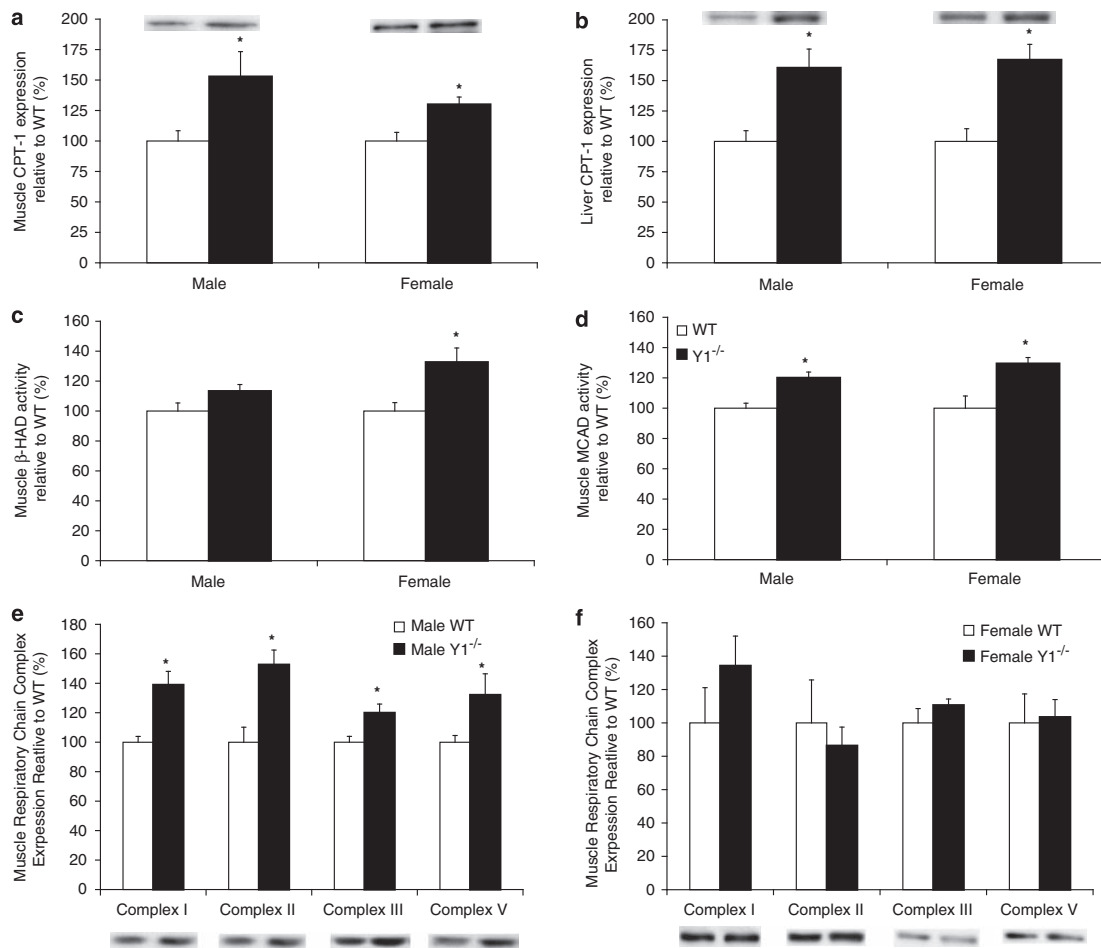 a
Muscle CPT-1 expression
relative to WT (%)
200
175
150
125
100
75
50
25
0
*
*
Male
Female
b
Liver CPT-1 expression
relative to WT (%)
200
175
150
125
100
75
50
25
0
*
*
Male
Female
c
Muscle β-HAD activity
relative to WT (%)
160
140
120
100
80
60
40
20
0
*
Male
Female
d
Muscle MCAD activity
relative to WT (%)
160
140
120
100
80
60
40
20
0
WT
Y1-/-
*
*
Male
Female
e
Muscle Respiratory Chain Complex
Expession Reatlive to WT (%)
180
160
140
120
100
80
60
40
20
0
Male WT
Male Y1-/-
*
*
*
*
Complex I
Complex II
Complex III
Complex V
f
Muscle Respiratory Chain Complex
Exrpession Reatlive to WT (%)
160
140
120
100
80
60
40
20
0
Female WT
Female Y1-/-
Complex I
Complex II
Complex III
Complex V